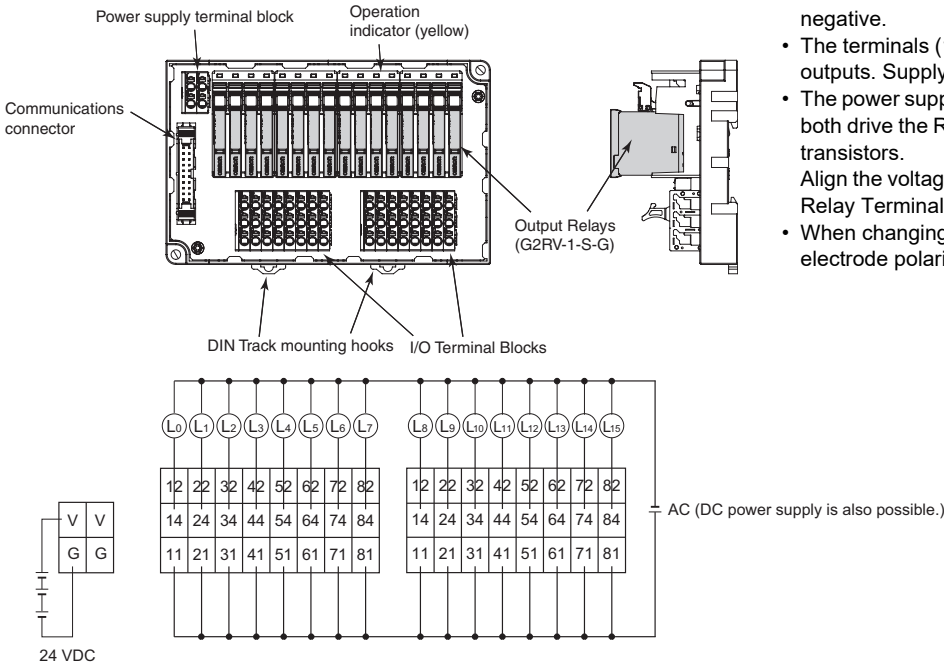 Power supply terminal block
Operation
indicator (yellow)
Communications
connector
Output Relays
(G2RV-1-S-G)
DIN Track mounting hooks
I/O Terminal Blocks
negative.
• The terminals (
outputs. Supply
• The power supp
both drive the R
transistors.
Align the voltag
Relay Terminal
• When changing
electrode polari
L0 L1 L2 L3 L4 L5 L6 L7 L8 L9 L10 L11 L12 L13 L14 L15
12 22 32 42 52 62 72 82 12 22 32 42 52 62 72 82
14 24 34 44 54 64 74 84 14 24 34 44 54 64 74 84
11 21 31 41 51 61 71 81 11 21 31 41 51 61 71 81
V V
G G
AC (DC power supply is also possible.)
24 VDC